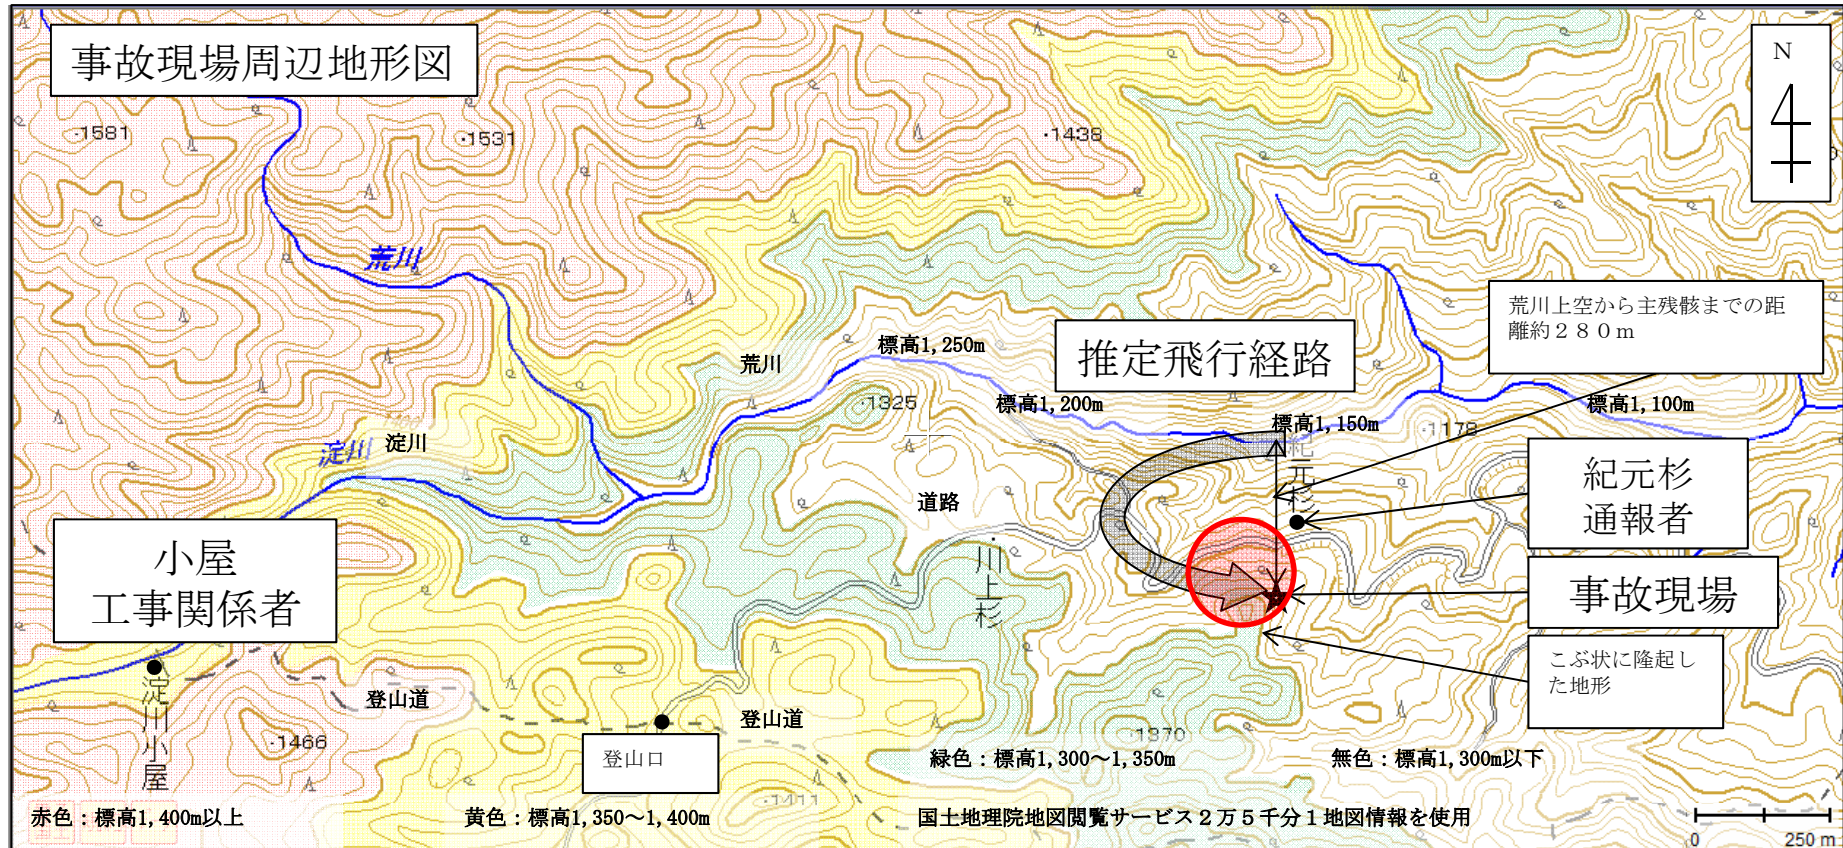 事故現場周辺地形図
N
・1581
・1531
・1438
荒川
荒川上空から主残骸までの距
離約２８０ｍ
標高1,250m
推定飛行経路
荒川
・1325
標高1,200m
標高1,100m
標高1,150m
・1178
淀川
淀川
紀元杉
紀元杉
通報者
道路
小屋
工事関係者
・川上杉
事故現場
こぶ状に隆起し
た地形
淀川小屋
登山道
登山道
・1466
・1370
登山口
緑色：標高1,300～1,350m
無色：標高1,300m以下
・1411
赤色：標高1,400m以上
黄色：標高1,350～1,400m
国土地理院地図閲覧サービス２万５千分１地図情報を使用
0
250 m